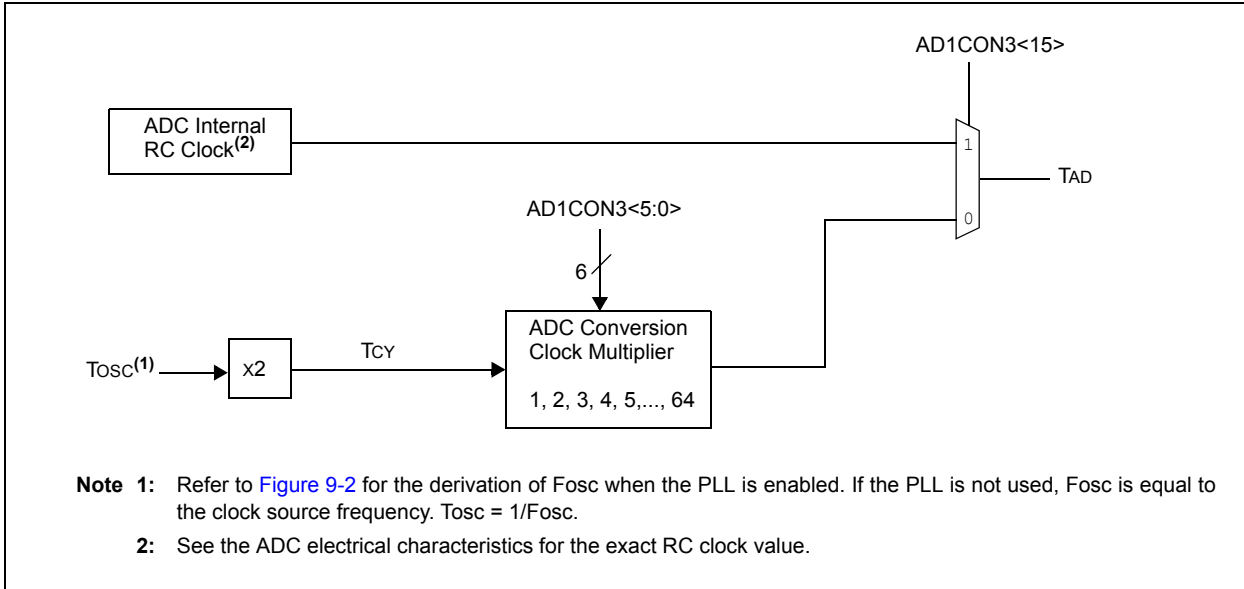 AD1CON3<15>
ADC Internal
RC Clock(2)
1
TAD
AD1CON3<5:0>
0
6
ADC Conversion
Clock Multiplier
TOSC(1)
x2
TCY
1, 2, 3, 4, 5,..., 64
Note 1: Refer to Figure 9-2 for the derivation of Fosc when the PLL is enabled. If the PLL is not used, Fosc is equal to
the clock source frequency. Tosc = 1/Fosc.
2: See the ADC electrical characteristics for the exact RC clock value.